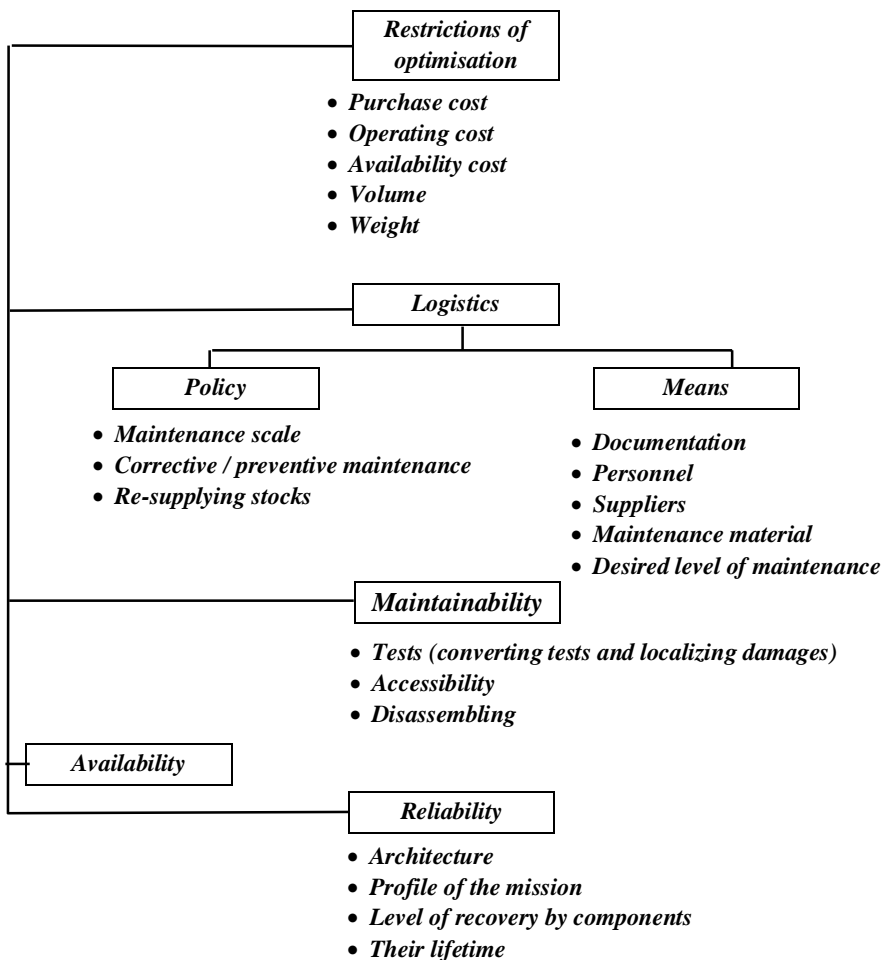 Restrictions of
optimisation
• Purchase cost
• Operating cost
• Availability cost
• Volume
• Weight
Logistics
Policy
• Maintenance scale
• Corrective / preventive maintenance
• Re-supplying stocks
Means
• Documentation
• Personnel
• Suppliers
• Maintenance material
• Desired level of maintenance
Maintainability
• Tests (converting tests and localizing damages)
• Accessibility
• Disassembling
Availability
Reliability
• Architecture
• Profile of the mission
• Level of recovery by components
• Their lifetime